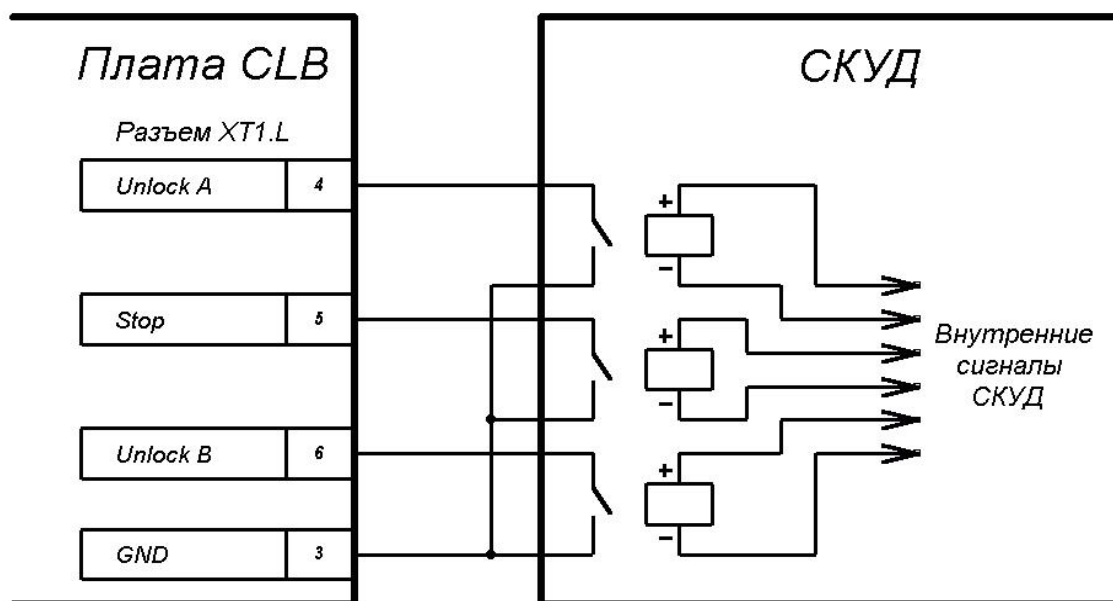 Плата CLB
СКУД
Разъем XT1.L
Unlock A 4
+
−
Stop 5
+
−
Внутренние
сигналы
СКУД
Unlock B 6
+
−
GND 3